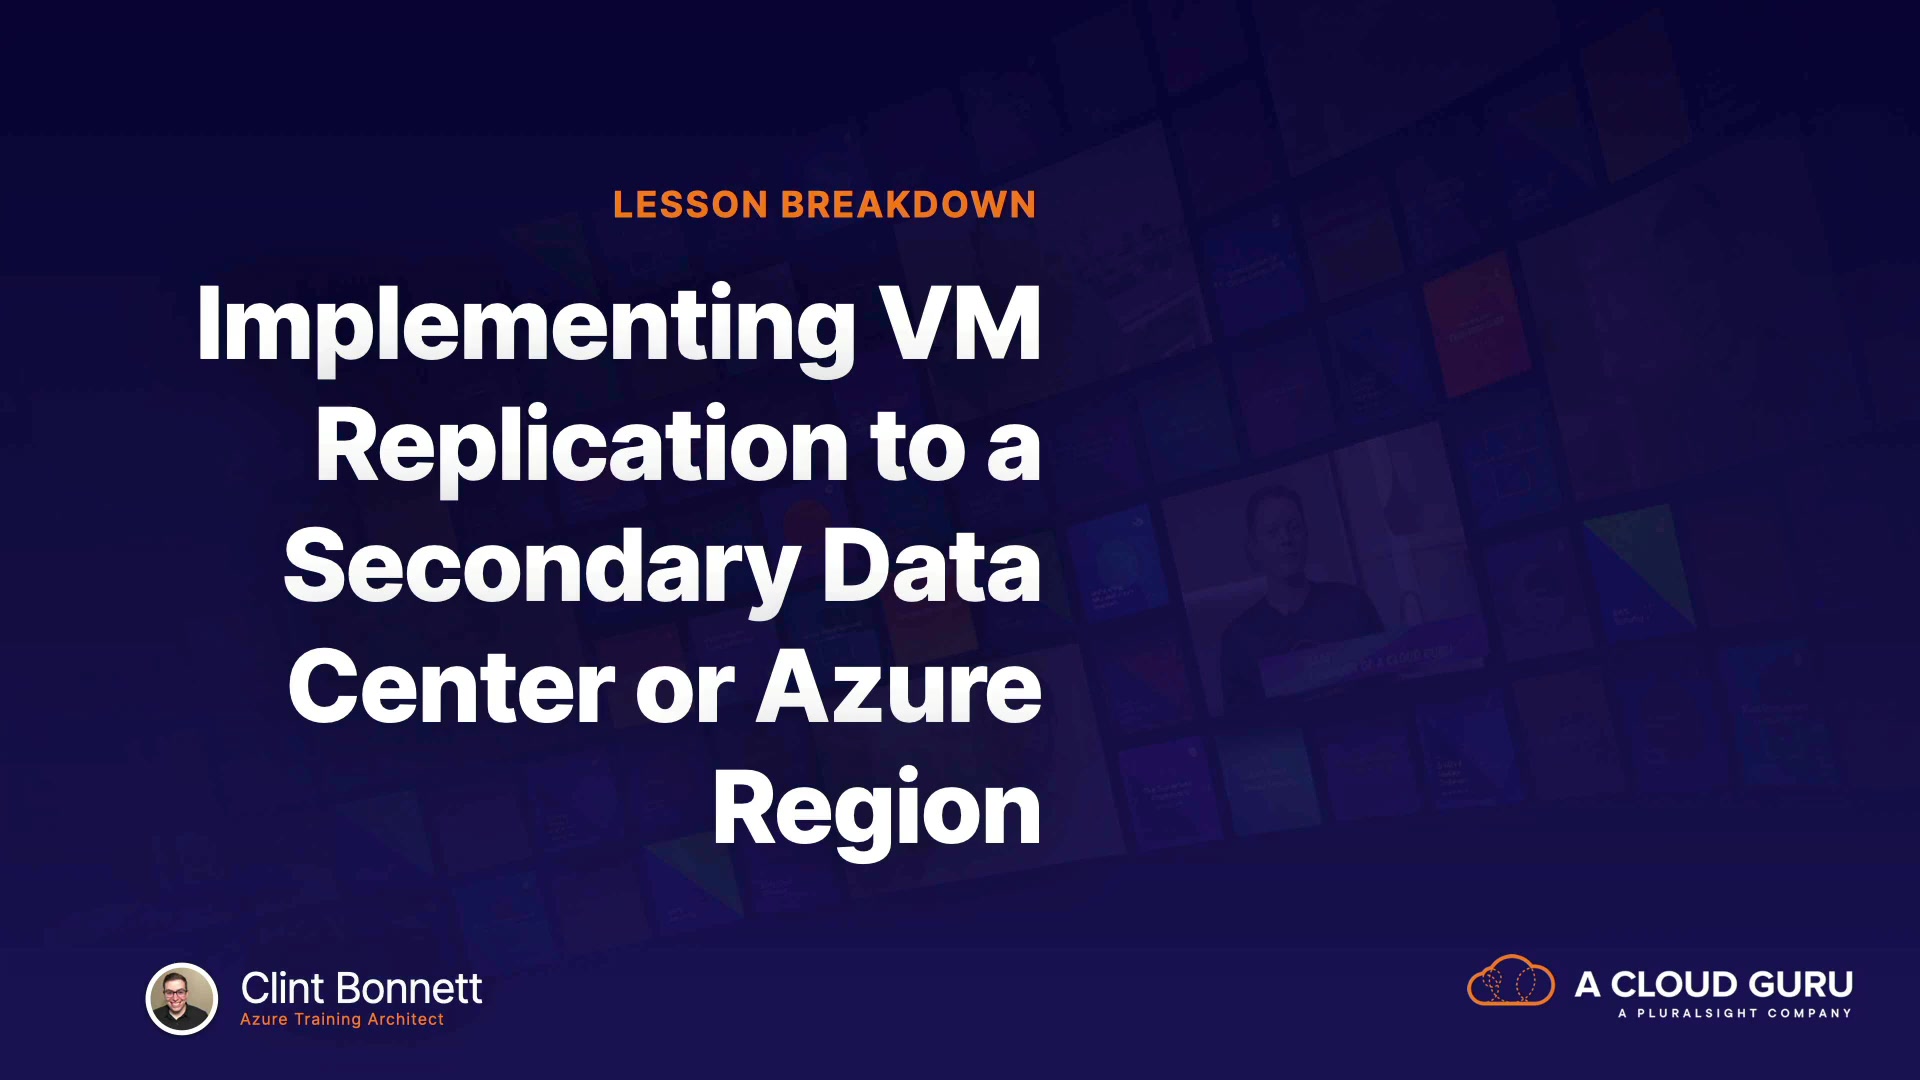 LESSON BREAKDOWN
Implementing VM
Replication to a
Secondary Data
Center or Azure
Region
Clint Bonnett
Azure Training Architect
A CLOUD GURU
A PLURALSIGHT COMPANY